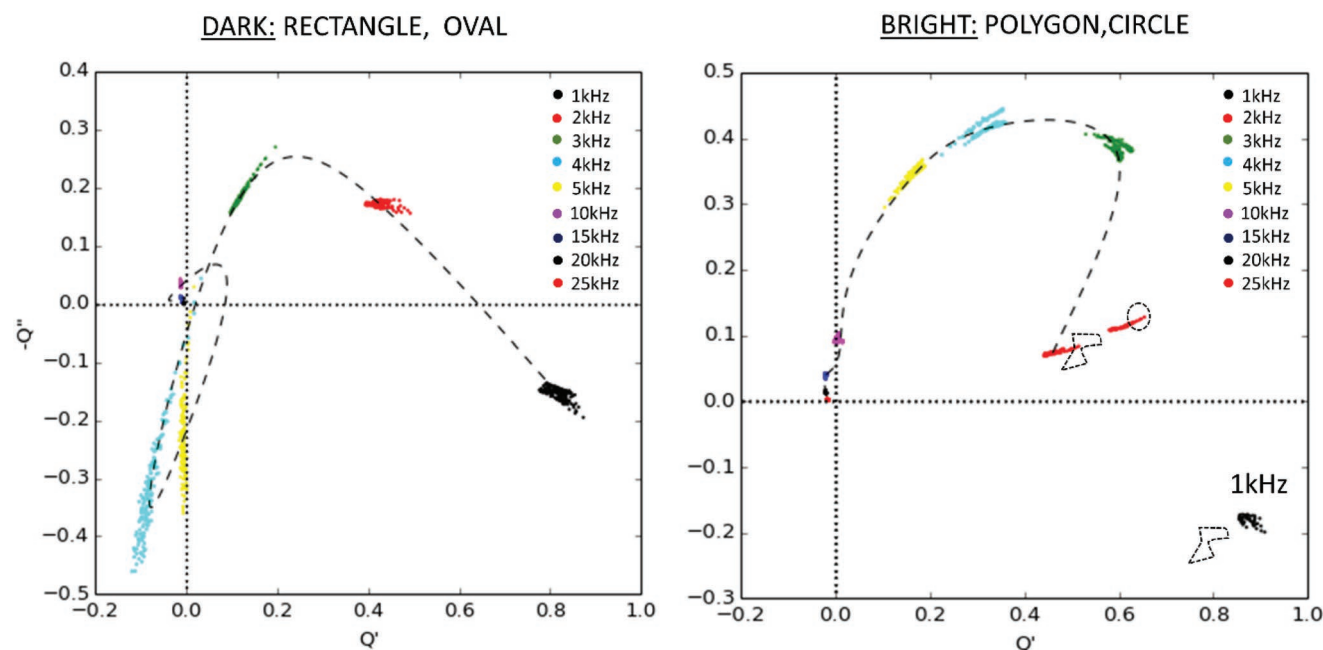 DARK: RECTANGLE, OVAL
0.4
0.3
0.2
0.1
0.0
−0.1
−0.2
−0.3
−0.4
−0.5
-Q"
−0.2
0.0
0.2
0.4
0.6
0.8
1.0
Q'
1kHz
2kHz
3kHz
4kHz
5kHz
10kHz
15kHz
20kHz
25kHz
BRIGHT: POLYGON,CIRCLE
0.5
0.4
0.3
0.2
0.1
0.0
−0.1
−0.2
−0.3
−0.2
0.0
0.2
0.4
0.6
0.8
1.0
Q'
1kHz
2kHz
3kHz
4kHz
5kHz
10kHz
15kHz
20kHz
25kHz
1kHz